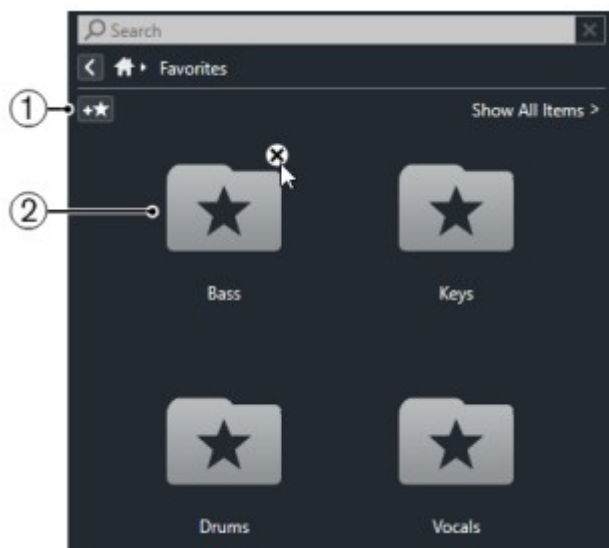 Search
Favorites
1
Show All Items >
2
Bass Keys
Drums Vocals